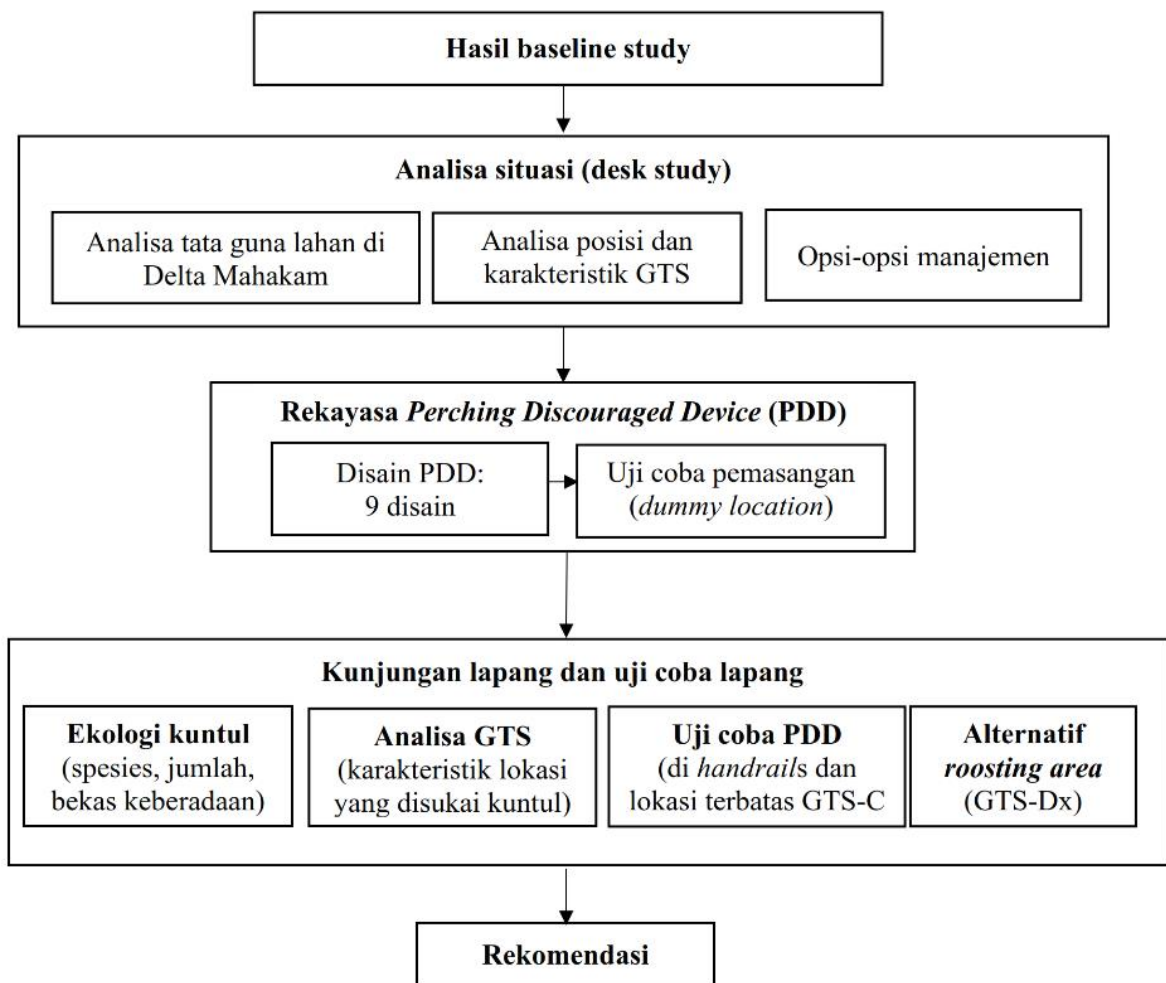 Hasil baseline study
Analisa situasi (desk study)
Analisa tata guna lahan di
Delta Mahakam
Analisa posisi dan
karakteristik GTS
Opsi-opsi manajemen
Rekayasa Perching Discouraged Device (PDD)
Disain PDD:
9 disain
Uji coba pemasangan
(dummy location)
Kunjungan lapang dan uji coba lapang
Ekologi kuntul
(spesies, jumlah,
bekas keberadaan)
Analisa GTS
(karakteristik lokasi
yang disukai kuntul)
Uji coba PDD
(di handrails dan
lokasi terbatas GTS-C
Alternatif
roosting area
(GTS-Dx)
Rekomendasi